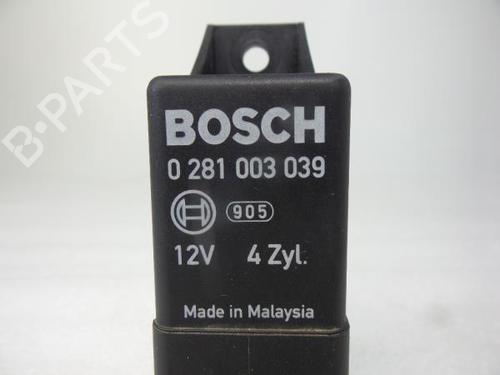 B-PARTS
BOSCH
0 281 003 039
905
12V 4 Zyl.
Made in Malaysia